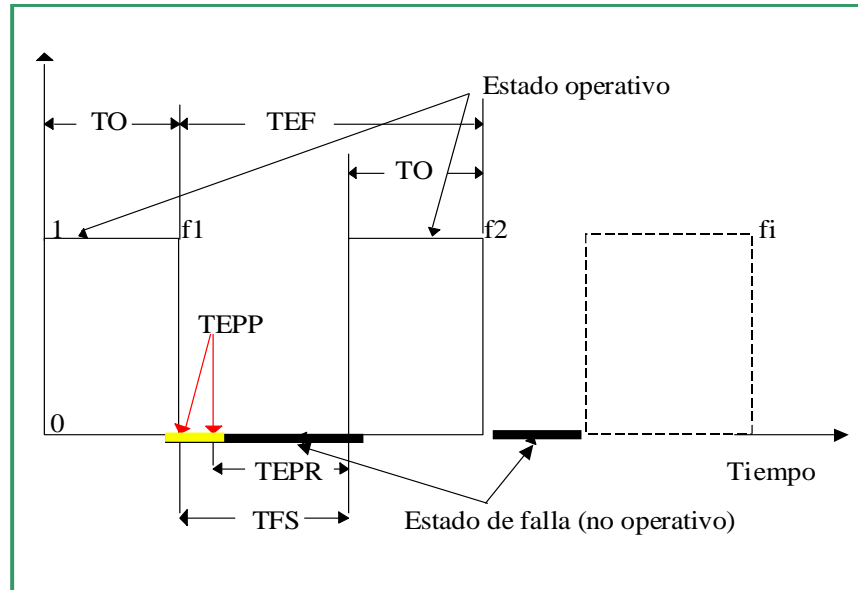 Estado operativo
TO
TEF
TO
1
f1
f2
fi
TEPP
0
TEPR
Tiempo
TFS
Estado de falla (no operativo)